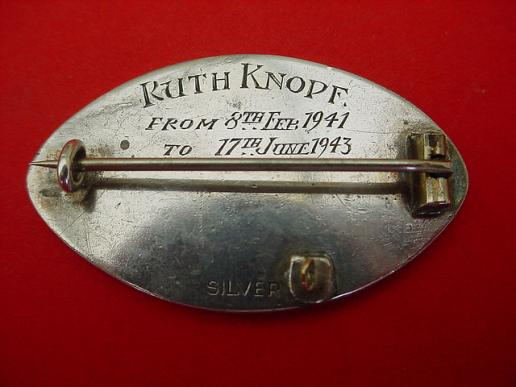 RUTH KNOPF.
FROM 8TH FEB. 1941
TO 17TH JUNE 1943
SILVER